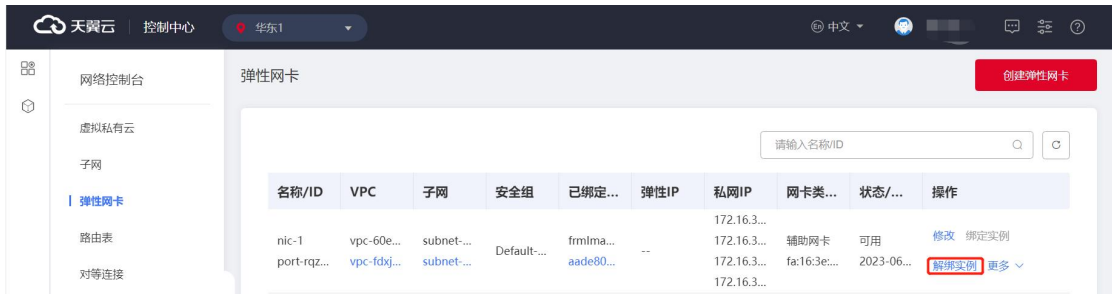 天翼云 控制中心 华东1 En 中文
网络控制台
虚拟私有云
子网
弹性网卡
路由表
对等连接
弹性网卡
创建弹性网卡
请输入名称/ID
名称/ID VPC 子网 安全组 已绑定... 弹性IP 私网IP 网卡类... 状态/... 操作
nic-1
port-rqz...
vpc-60e...
vpc-fdxj...
subnet-...
subnet-...
Default-...
frmlma...
aade80...
--
172.16.3...
172.16.3...
172.16.3...
172.16.3...
辅助网卡
fa:16:3e:...
可用
2023-06...
修改 绑定实例
解绑实例 更多